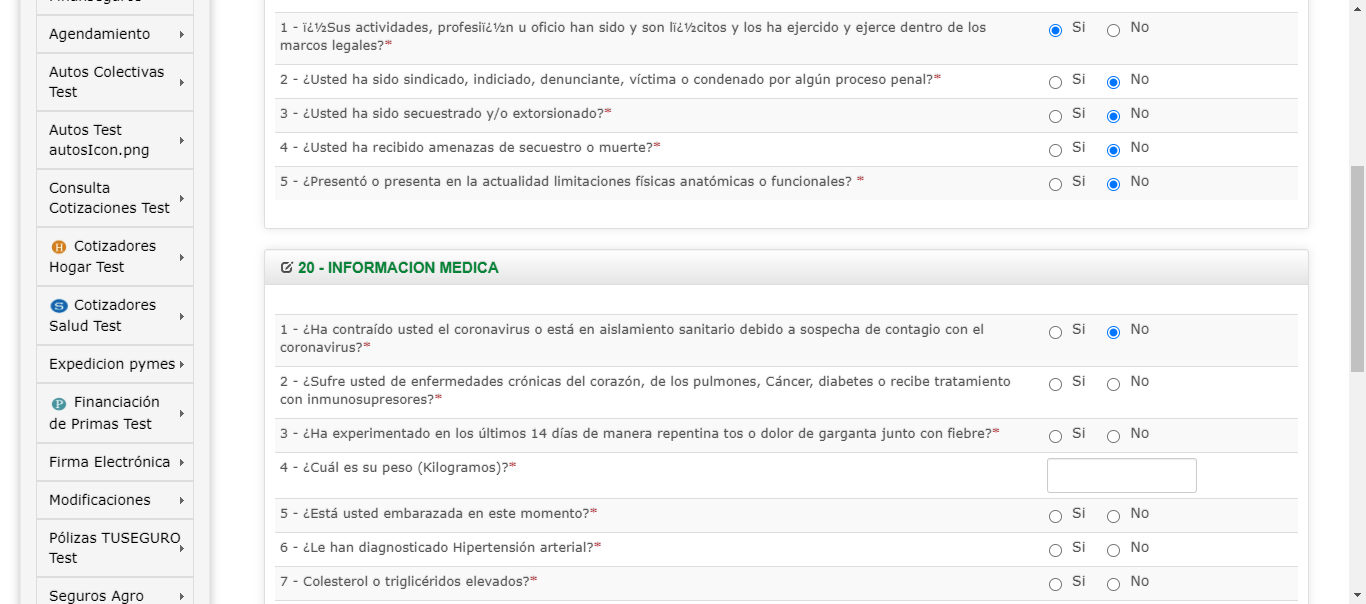 Agendamiento
Autos Colectivas
Test
Autos Test
autosIcon.png
Consulta
Cotizaciones Test
H Cotizadores
Hogar Test
S Cotizadores
Salud Test
Expedicion pymes
P Financiación
de Primas Test
Firma Electrónica
Modificaciones
Pólizas TUSEGURO
Test
Seguros Agro
1 - ï¿½Sus actividades, profesiï¿½n u oficio han sido y son lï¿½citos y los ha ejercido y ejerce dentro de los
marcos legales?* Si No
2 - ¿Usted ha sido sindicado, indiciado, denunciante, víctima o condenado por algún proceso penal?* Si No
3 - ¿Usted ha sido secuestrado y/o extorsionado?* Si No
4 - ¿Usted ha recibido amenazas de secuestro o muerte?* Si No
5 - ¿Presentó o presenta en la actualidad limitaciones físicas anatómicas o funcionales? * Si No
20 - INFORMACION MEDICA
1 - ¿Ha contraído usted el coronavirus o está en aislamiento sanitario debido a sospecha de contagio con el
coronavirus?* Si No
2 - ¿Sufre usted de enfermedades crónicas del corazón, de los pulmones, Cáncer, diabetes o recibe tratamiento
con inmunosupresores?* Si No
3 - ¿Ha experimentado en los últimos 14 días de manera repentina tos o dolor de garganta junto con fiebre?* Si No
4 - ¿Cuál es su peso (Kilogramos)?*
5 - ¿Está usted embarazada en este momento?* Si No
6 - ¿Le han diagnosticado Hipertensión arterial?* Si No
7 - Colesterol o triglicéridos elevados?* Si No